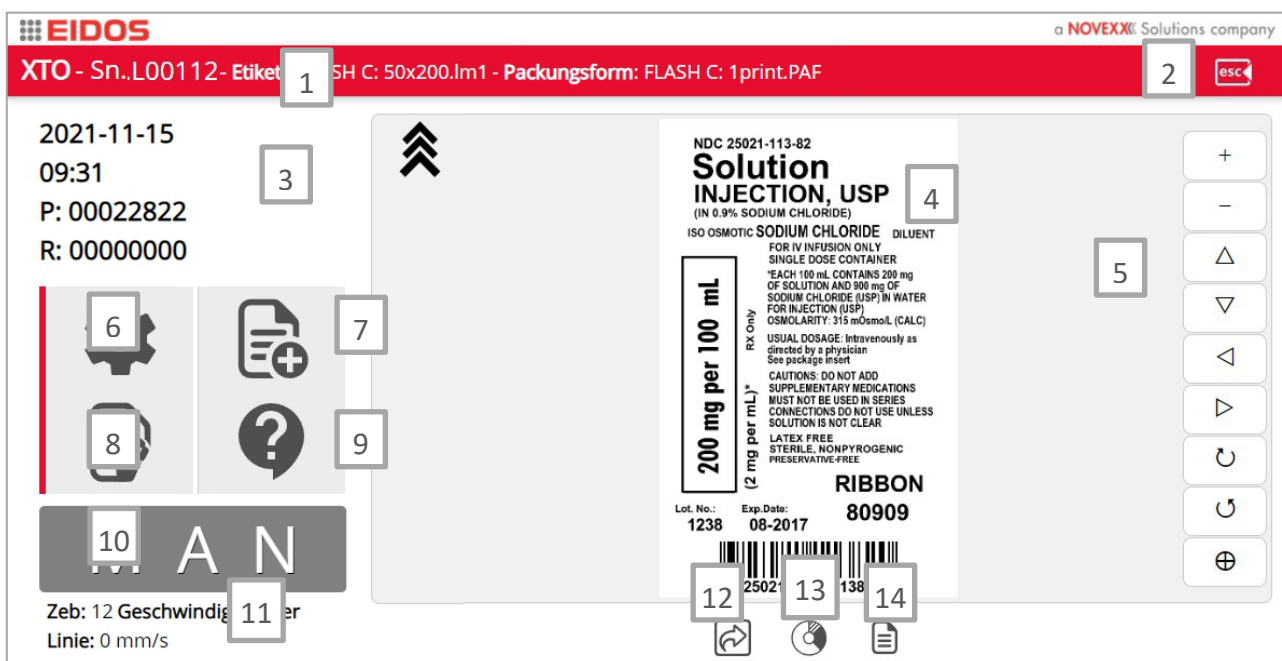 EIDOS
a NOVEXX Solutions company
XTO - Sn.,L00112- Etiket SH C: 50x200.lm1 - Packungsform: FLASH C: 1print.PAF
esc
1
2
2021-11-15
09:31
P: 00022822
R: 00000000
3
NDC 25021-113-82
Solution
INJECTION, USP
(IN 0.9% SODIUM CHLORIDE)
4
ISO OSMOTIC SODIUM CHLORIDE DILUENT
FOR IV INFUSION ONLY
SINGLE DOSE CONTAINER
*EACH 100 mL CONTAINS 200 mg
OF SOLUTION AND 900 mg OF
SODIUM CHLORIDE (USP) IN WATER
FOR INJECTION (USP)
OSMOLARITY: 315 mOsmo/L (CALC)
USUAL DOSAGE: Intravenously as
directed by a physician
See package insert
CAUTIONS: DO NOT ADD
SUPPLEMENTARY MEDICATIONS
MUST NOT BE USED IN SERIES
CONNECTIONS DO NOT USE UNLESS
SOLUTION IS NOT CLEAR
LATEX FREE
STERILE, NONPYROGENIC
PRESERVATIVE-FREE
200 mg per 100 mL
(2 mg per mL)*
RX Only
RIBBON
80909
Lot. No.: Exp.Date:
1238 08-2017
5
6
7
8
9
10
M A N
11
Zeb: 12 Geschwindig er
Linie: 0 mm/s
12
13
14